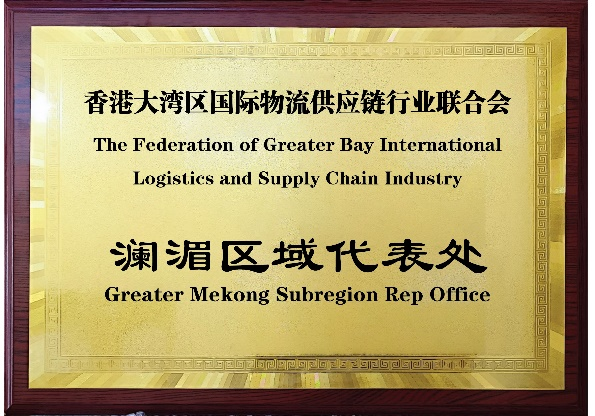 香港大湾区国际物流供应链行业联合会
The Federation of Greater Bay International
Logistics and Supply Chain Industry
澜湄区域代表处
Greater Mekong Subregion Rep Office